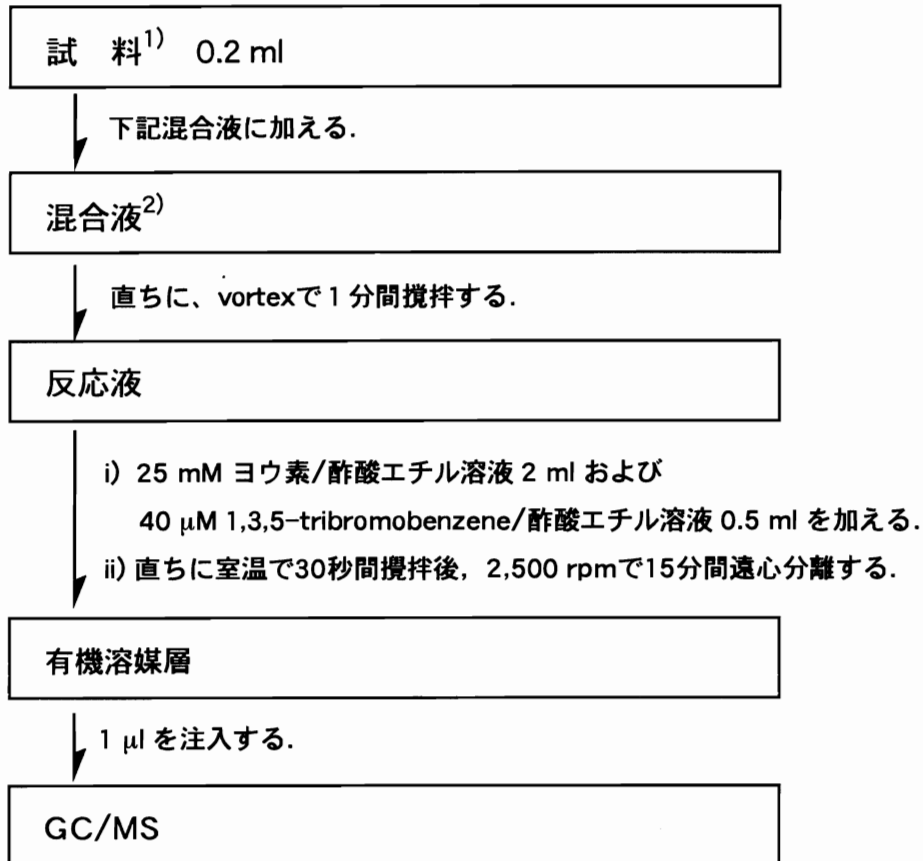 試　料1)　0.2 ml
下記混合液に加える.
混合液2)
直ちに、vortexで1分間撹拌する.
反応液
i) 25 mM ヨウ素/酢酸エチル溶液 2 ml および
40 μM 1,3,5-tribromobenzene/酢酸エチル溶液 0.5 ml を加える.
ii) 直ちに室温で30秒間攪拌後, 2,500 rpmで15分間遠心分離する.
有機溶媒層
1 μl を注入する.
GC/MS